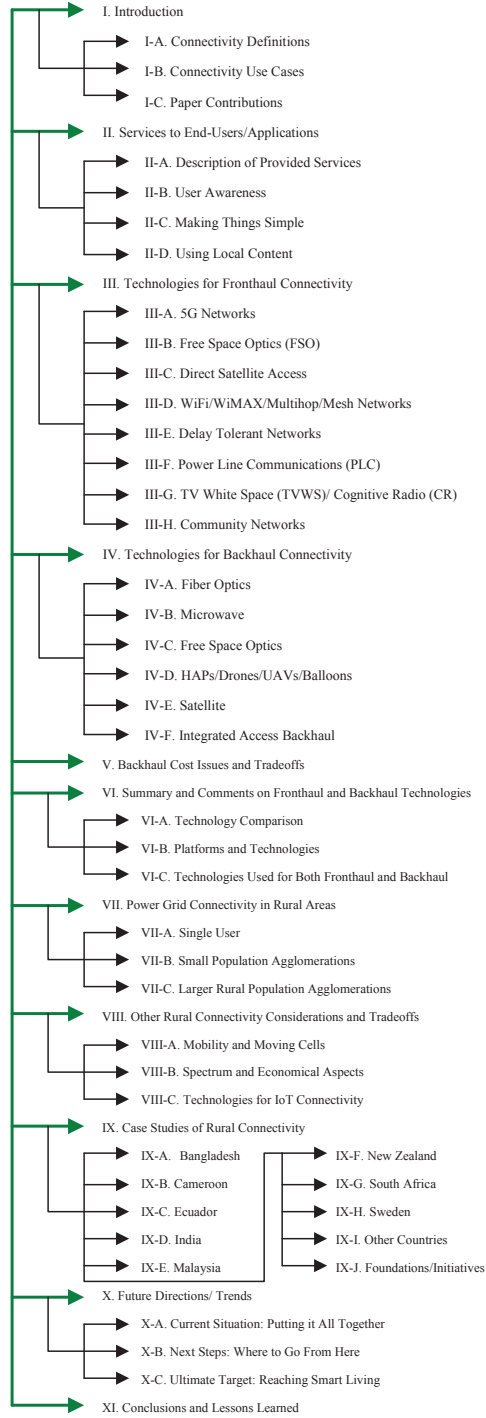 I. Introduction
I-A. Connectivity Definitions
I-B. Connectivity Use Cases
I-C. Paper Contributions
II. Services to End-Users/Applications
II-A. Description of Provided Services
II-B. User Awareness
II-C. Making Things Simple
II-D. Using Local Content
III. Technologies for Fronthaul Connectivity
III-A. 5G Networks
III-B. Free Space Optics (FSO)
III-C. Direct Satellite Access
III-D. WiFi/WiMAX/Multihop/Mesh Networks
III-E. Delay Tolerant Networks
III-F. Power Line Communications (PLC)
III-G. TV White Space (TVWS)/ Cognitive Radio (CR)
III-H. Community Networks
IV. Technologies for Backhaul Connectivity
IV-A. Fiber Optics
IV-B. Microwave
IV-C. Free Space Optics
IV-D. HAPs/Drones/UAVs/Balloons
IV-E. Satellite
IV-F. Integrated Access Backhaul
V. Backhaul Cost Issues and Tradeoffs
VI. Summary and Comments on Fronthaul and Backhaul Technologies
VI-A. Technology Comparison
VI-B. Platforms and Technologies
VI-C. Technologies Used for Both Fronthaul and Backhaul
VII. Power Grid Connectivity in Rural Areas
VII-A. Single User
VII-B. Small Population Agglomerations
VII-C. Larger Rural Population Agglomerations
VIII. Other Rural Connectivity Considerations and Tradeoffs
VIII-A. Mobility and Moving Cells
VIII-B. Spectrum and Economical Aspects
VIII-C. Technologies for IoT Connectivity
IX. Case Studies of Rural Connectivity
IX-A. Bangladesh
IX-B. Cameroon
IX-C. Ecuador
IX-D. India
IX-E. Malaysia
IX-F. New Zealand
IX-G. South Africa
IX-H. Sweden
IX-I. Other Countries
IX-J. Foundations/Initiatives
X. Future Directions/ Trends
X-A. Current Situation: Putting it All Together
X-B. Next Steps: Where to Go From Here
X-C. Ultimate Target: Reaching Smart Living
XI. Conclusions and Lessons Learned